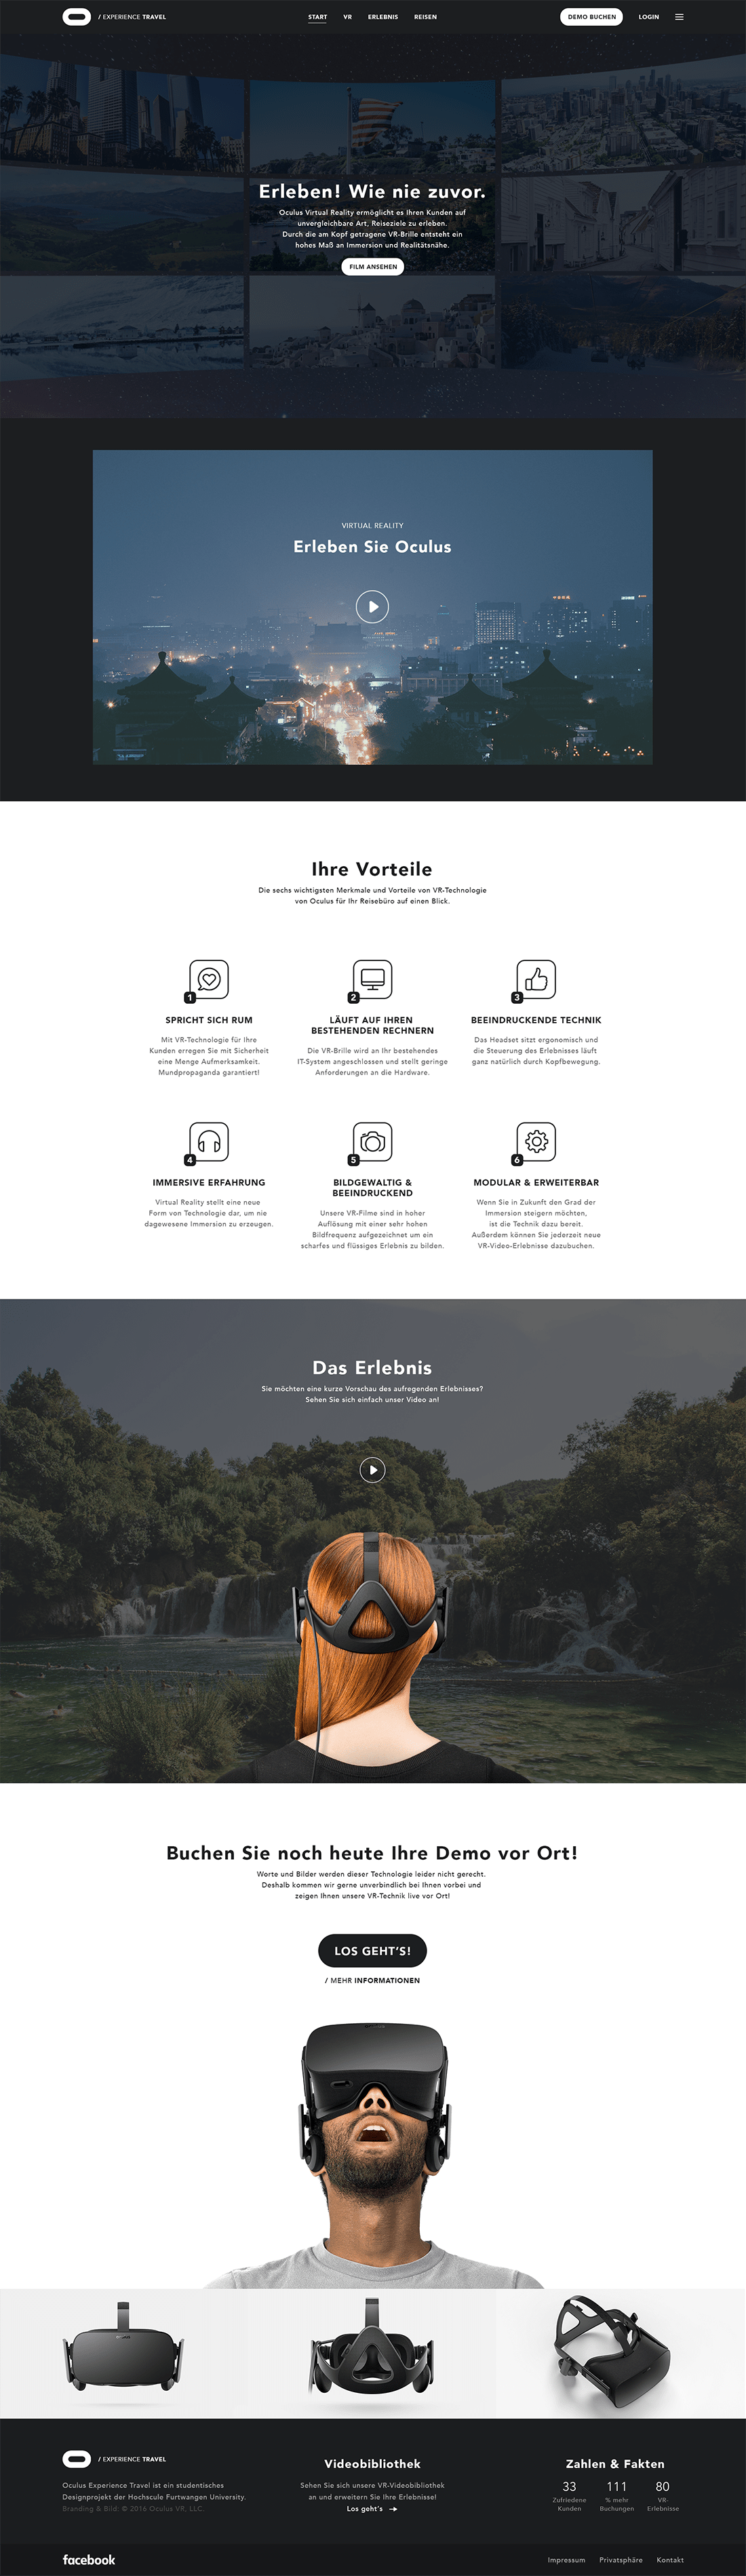 / EXPERIENCE TRAVEL
START VR ERLEBNIS REISEN
DEMO BUCHEN LOGIN
Erleben! Wie nie zuvor.
Oculus Virtual Reality ermöglicht es Ihren Kunden auf
unvergleichbare Art, Reiseziele zu erleben.
Durch die am Kopf getragene VR-Brille entsteht ein
hohes Maß an Immersion und Realitätsnähe.
FILM ANSEHEN
VIRTUAL REALITY
Erleben Sie Oculus
Ihre Vorteile
Die sechs wichtigsten Merkmale und Vorteile von VR-Technologie
von Oculus für Ihr Reisebüro auf einen Blick.
1
SPRICHT SICH RUM
Mit VR-Technologie für Ihre
Kunden erregen Sie mit Sicherheit
eine Menge Aufmerksamkeit.
Mundpropaganda garantiert!
2
LÄUFT AUF IHREN
BESTEHENDEN RECHNERN
Die VR-Brille wird an Ihr bestehendes
IT-System angeschlossen und stellt geringe
Anforderungen an die Hardware.
3
BEEINDRUCKENDE TECHNIK
Das Headset sitzt ergonomisch und
die Steuerung des Erlebnisses läuft
ganz natürlich durch Kopfbewegung.
4
IMMERSIVE ERFAHRUNG
Virtual Reality stellt eine neue
Form von Technologie dar, um nie
dagewesene Immersion zu erzeugen.
5
BILDGEWALTIG &
BEEINDRUCKEND
Unsere VR-Filme sind in hoher
Auflösung mit einer sehr hohen
Bildfrequenz aufgezeichnet um ein
scharfes und flüssiges Erlebnis zu bilden.
6
MODULAR & ERWEITERBAR
Wenn Sie in Zukunft den Grad der
Immersion steigern möchten,
ist die Technik dazu bereit.
Außerdem können Sie jederzeit neue
VR-Video-Erlebnisse dazubuchen.
Das Erlebnis
Sie möchten eine kurze Vorschau des aufregenden Erlebnisses?
Sehen Sie sich einfach unser Video an!
Buchen Sie noch heute Ihre Demo vor Ort!
Worte und Bilder werden dieser Technologie leider nicht gerecht.
Deshalb kommen wir gerne unverbindlich bei Ihnen vorbei und
zeigen Ihnen unsere VR-Technik live vor Ort!
LOS GEHT'S!
/ MEHR INFORMATIONEN
/ EXPERIENCE TRAVEL
Oculus Experience Travel ist ein studentisches
Designprojekt der Hochscule Furtwangen University.
Branding & Bild: © 2016 Oculus VR, LLC.
Videobibliothek
Sehen Sie sich unsere VR-Videobibliothek
an und erweitern Sie Ihre Erlebnisse!
Los geht's
Zahlen & Fakten
33 111 80
Zufriedene % mehr VR-
Kunden Buchungen Erlebnisse
facebook
Impressum Privatsphäre Kontakt